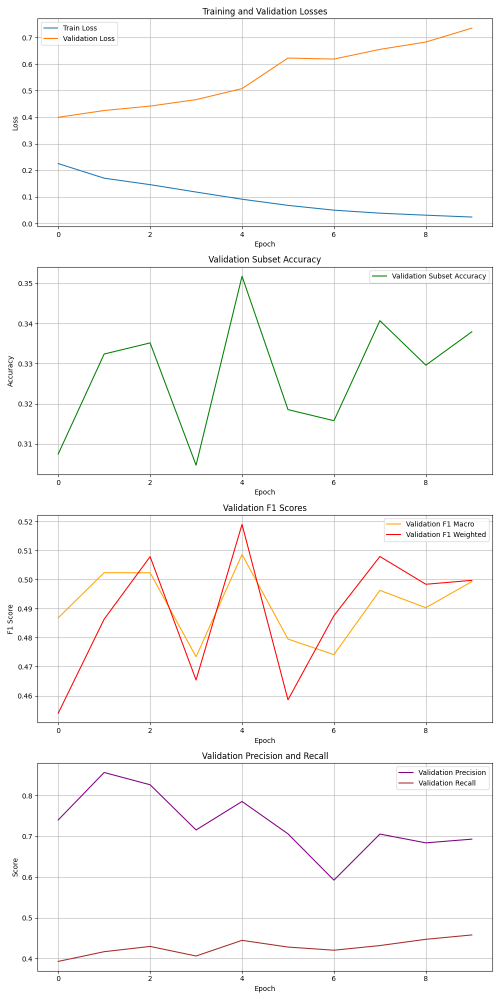 Training and Validation Losses
Train Loss
Validation Loss
0.7
0.6
0.5
0.4
0.3
0.2
0.1
0.0
Loss
0 2 4 6 8
Epoch
Validation Subset Accuracy
Validation Subset Accuracy
0.35
0.34
0.33
0.32
0.31
Accuracy
0 2 4 6 8
Epoch
Validation F1 Scores
Validation F1 Macro
Validation F1 Weighted
0.52
0.51
0.50
0.49
0.48
0.47
0.46
F1 Score
0 2 4 6 8
Epoch
Validation Precision and Recall
Validation Precision
Validation Recall
0.8
0.7
0.6
0.5
0.4
Score
0 2 4 6 8
Epoch